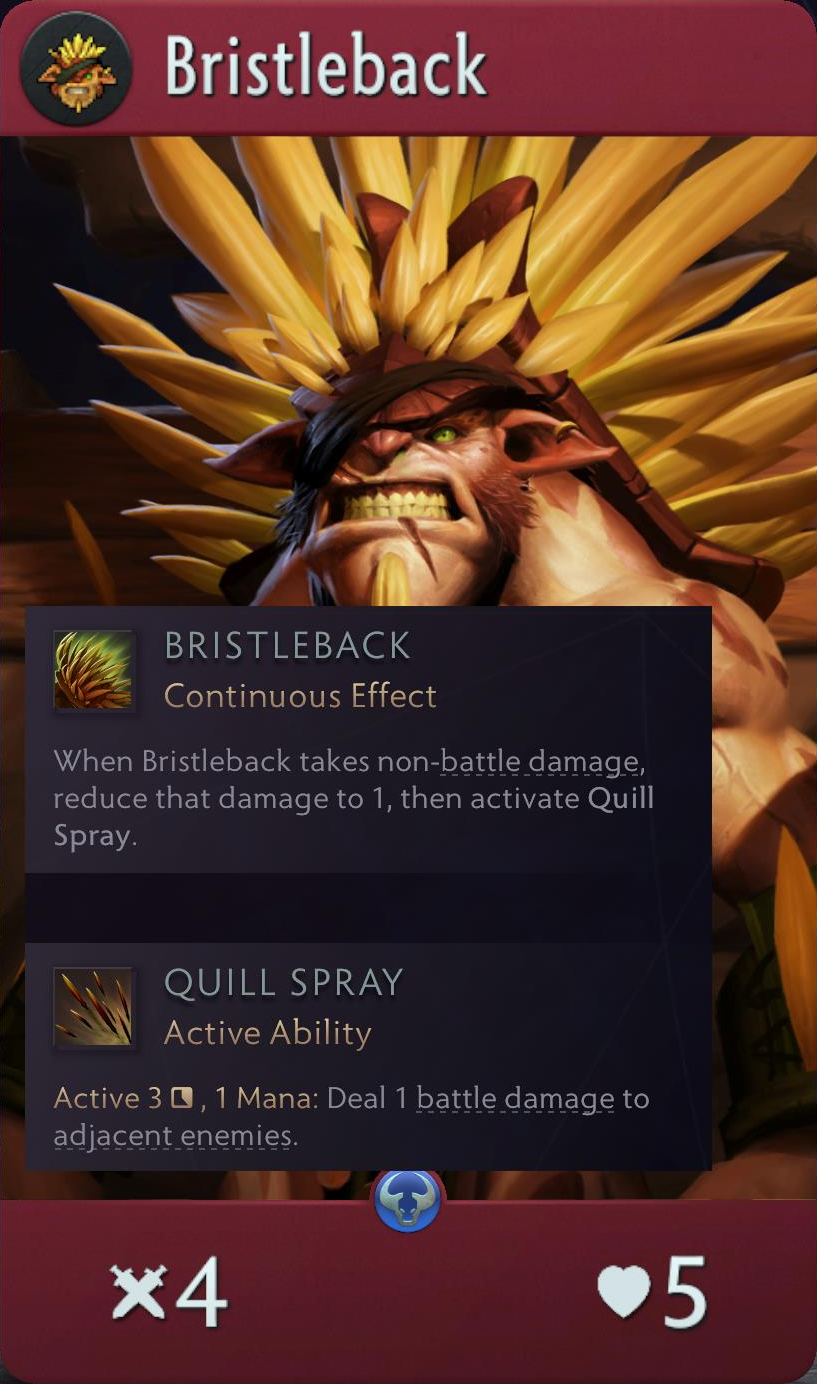 Bristleback
BRISTLEBACK
Continuous Effect
When Bristleback takes non-battle damage,
reduce that damage to 1, then activate Quill
Spray.
QUILL SPRAY
Active Ability
Active 3 , 1 Mana: Deal 1 battle damage to
adjacent enemies.
4
5